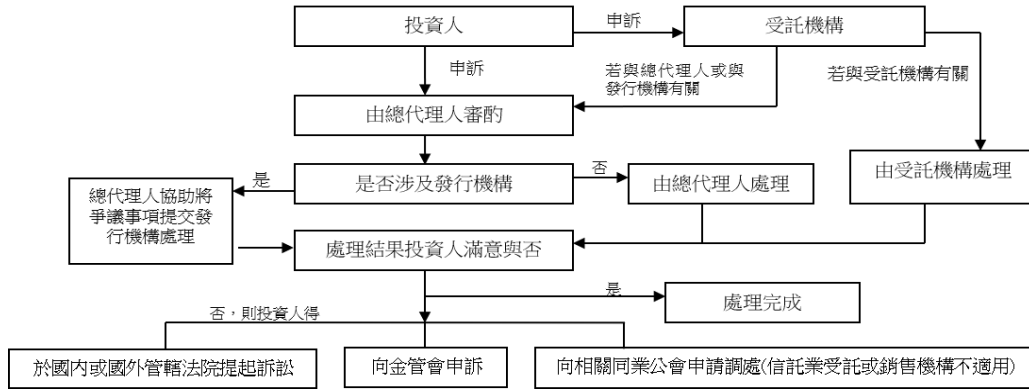 投資人
申訴
受託機構
申訴
若與總代理人或與
發行機構有關
若與受託機構有關
由總代理人審酌
是否涉及發行機構
是
否
由總代理人處理
由受託機構處理
總代理人協助將
爭議事項提交發
行機構處理
處理結果投資人滿意與否
是
處理完成
否，則投資人得
於國內或國外管轄法院提起訴訟
向金管會申訴
向相關同業公會申請調處(信託業受託或銷售機構不適用)